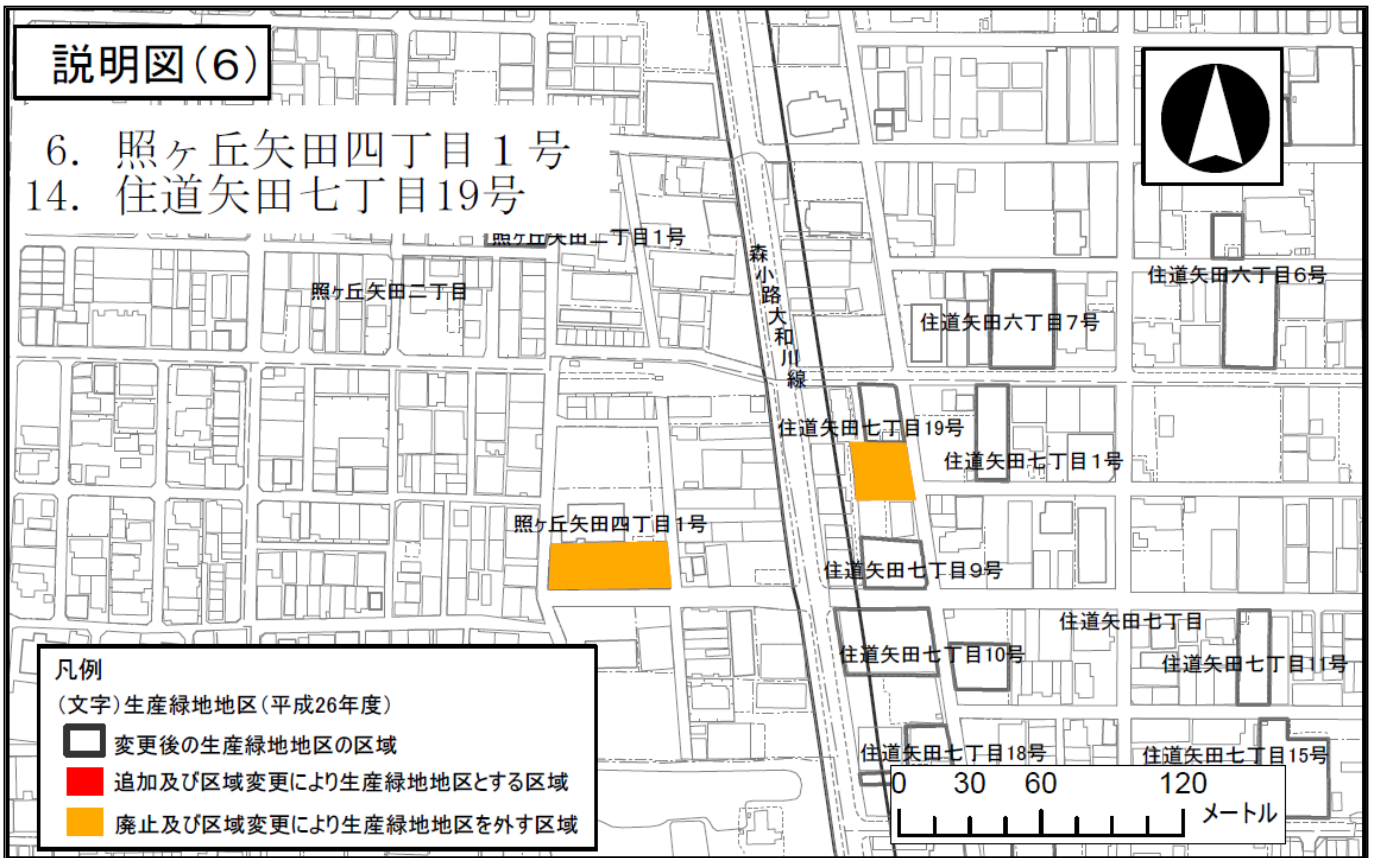 説明図(6)
6. 照ヶ丘矢田四丁目１号
14. 住道矢田七丁目19号
照ヶ丘矢田二丁目1号
照ヶ丘矢田二丁目
森小路大和川線
住道矢田六丁目6号
住道矢田六丁目7号
住道矢田七丁目19号
住道矢田七丁目1号
照ヶ丘矢田四丁目1号
住道矢田七丁目9号
住道矢田七丁目
住道矢田七丁目10号
住道矢田七丁目11号
住道矢田七丁目18号
住道矢田七丁目15号
凡例
(文字)生産緑地地区(平成26年度)
変更後の生産緑地地区の区域
追加及び区域変更により生産緑地地区とする区域
廃止及び区域変更により生産緑地地区を外す区域
0 30 60 120
メートル